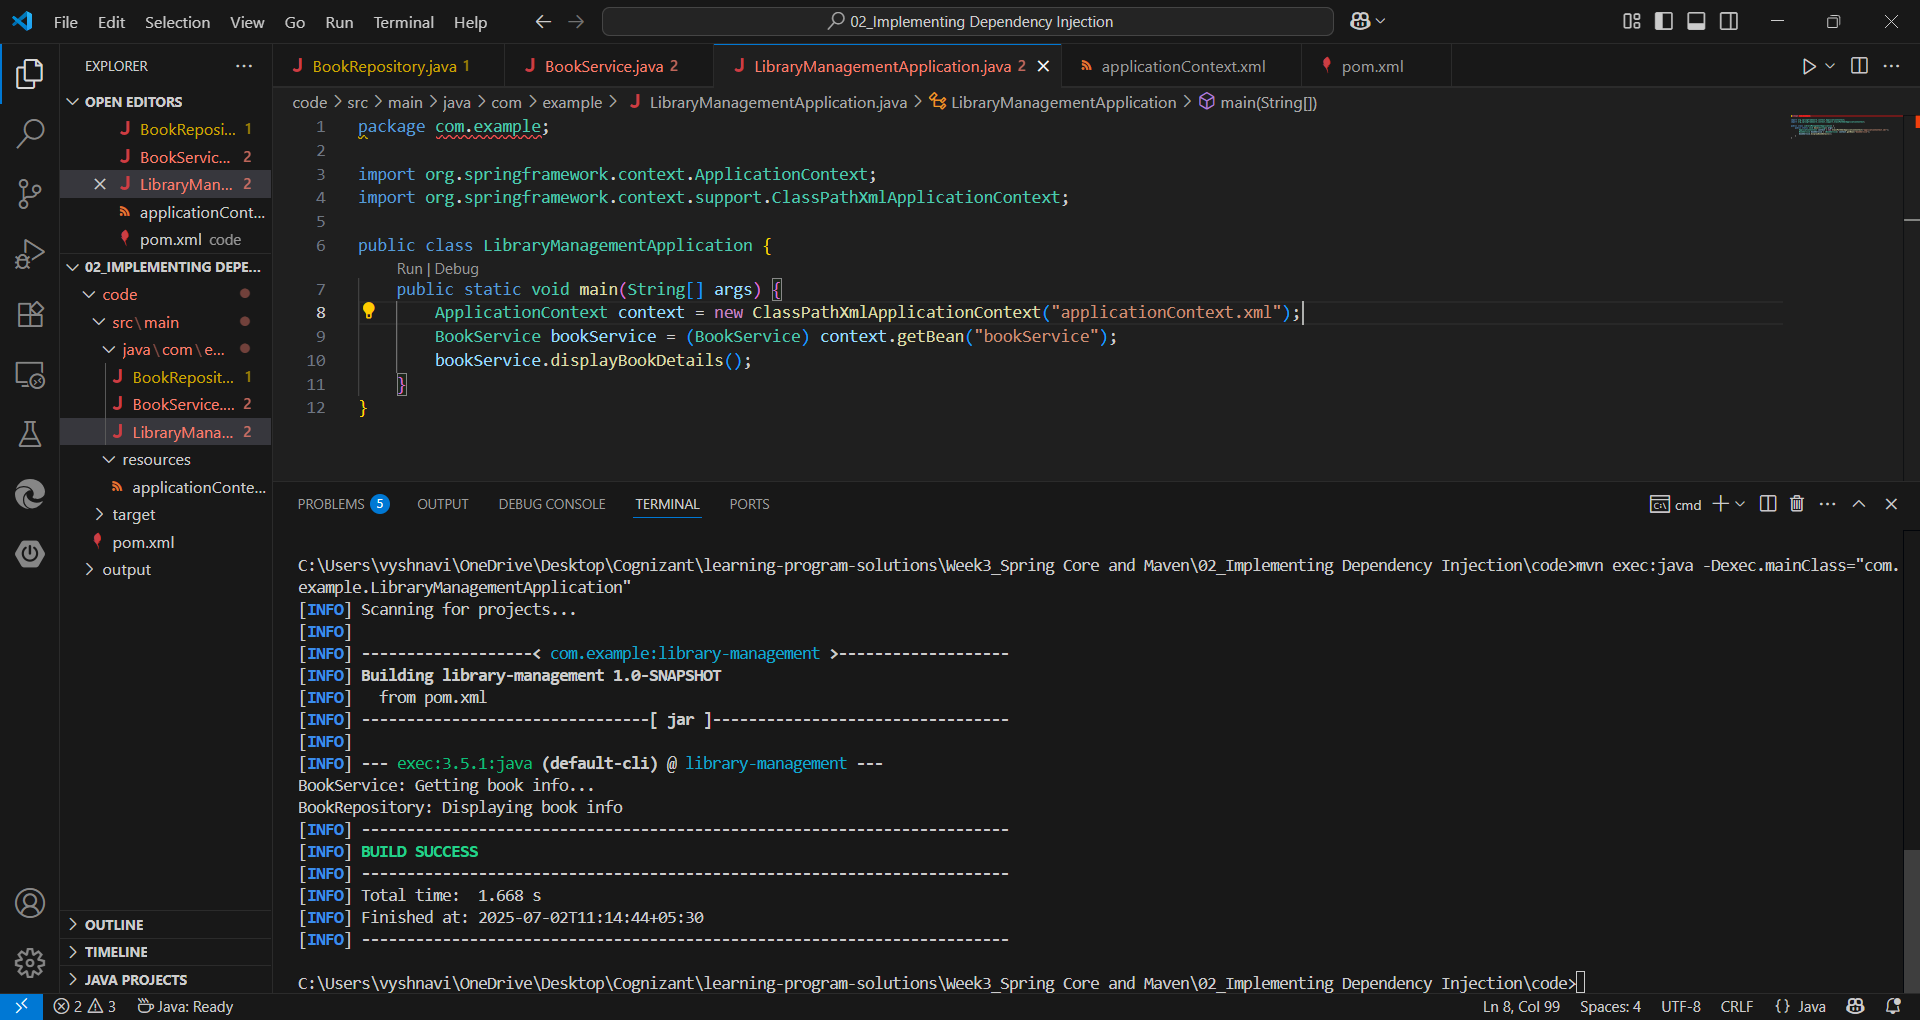 File Edit Selection View Go Run Terminal Help
02_Implementing Dependency Injection
EXPLORER
OPEN EDITORS
BookReposi... 1
BookServic... 2
LibraryMan... 2
applicationCont...
pom.xml code
02_IMPLEMENTING DEPE...
code
src\main
java\com\e...
BookReposit... 1
BookService.... 2
LibraryMana... 2
resources
applicationConte...
target
pom.xml
output
OUTLINE
TIMELINE
JAVA PROJECTS
BookRepository.java 1 BookService.java 2 LibraryManagementApplication.java 2 applicationContext.xml pom.xml
code > src > main > java > com > example > LibraryManagementApplication.java > LibraryManagementApplication > main(String[])
1 package com.example;
2
3 import org.springframework.context.ApplicationContext;
4 import org.springframework.context.support.ClassPathXmlApplicationContext;
5
6 public class LibraryManagementApplication {
Run | Debug
7 public static void main(String[] args) {
8 ApplicationContext context = new ClassPathXmlApplicationContext("applicationContext.xml");
9 BookService bookService = (BookService) context.getBean("bookService");
10 bookService.displayBookDetails();
11 }
12 }
PROBLEMS 5 OUTPUT DEBUG CONSOLE TERMINAL PORTS
cmd
C:\Users\vyshnavi\OneDrive\Desktop\Cognizant\learning-program-solutions\Week3_Spring Core and Maven\02_Implementing Dependency Injection\code>mvn exec:java -Dexec.mainClass="com.
example.LibraryManagementApplication"
[INFO] Scanning for projects...
[INFO]
[INFO] -------------------< com.example:library-management >-------------------
[INFO] Building library-management 1.0-SNAPSHOT
[INFO]   from pom.xml
[INFO] --------------------------------[ jar ]---------------------------------
[INFO]
[INFO] --- exec:3.5.1:java (default-cli) @ library-management ---
BookService: Getting book info...
BookRepository: Displaying book info
[INFO] ------------------------------------------------------------------------
[INFO] BUILD SUCCESS
[INFO] ------------------------------------------------------------------------
[INFO] Total time:  1.668 s
[INFO] Finished at: 2025-07-02T11:14:44+05:30
[INFO] ------------------------------------------------------------------------
C:\Users\vyshnavi\OneDrive\Desktop\Cognizant\learning-program-solutions\Week3_Spring Core and Maven\02_Implementing Dependency Injection\code>
2 3 Java: Ready Ln 8, Col 99 Spaces: 4 UTF-8 CRLF {} Java